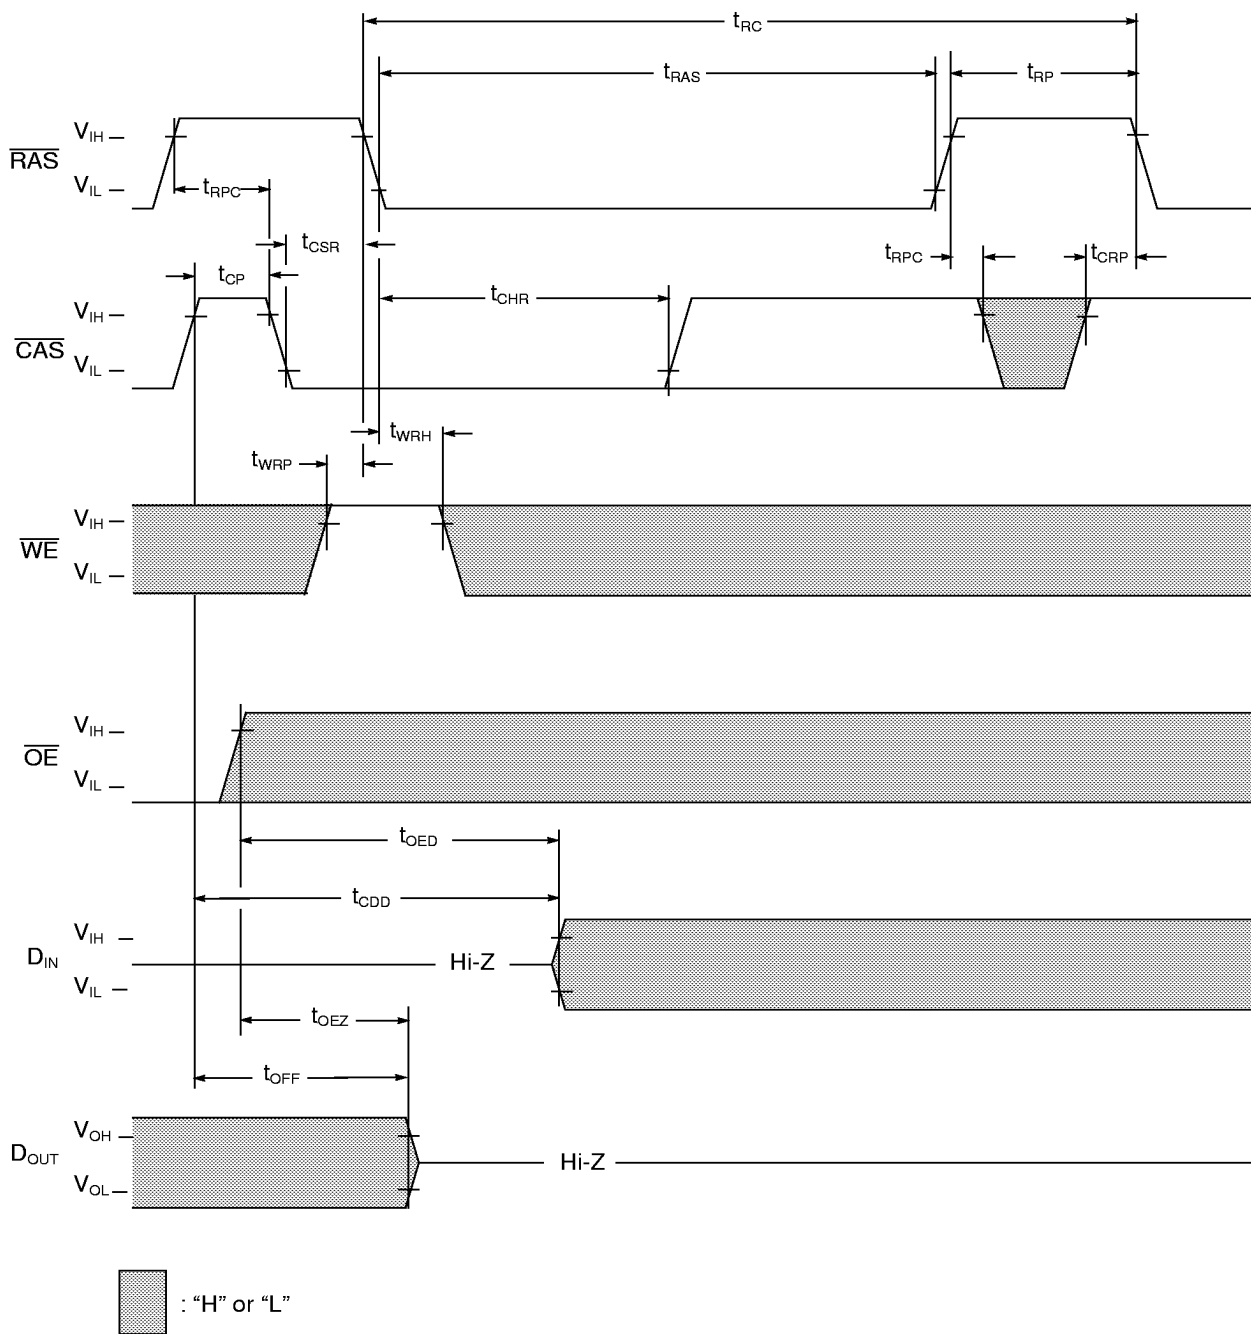 tRC
tRAS
tRP
RAS
VIH
VIL
tRPC
tCSR
tRPC
tCRP
tCP
tCHR
CAS
VIH
VIL
tWRH
tWRP
WE
VIH
VIL
OE
VIH
VIL
tOED
tCDD
DIN
VIH
VIL
Hi-Z
tOEZ
tOFF
DOUT
VOH
VOL
Hi-Z
: “H” or “L”